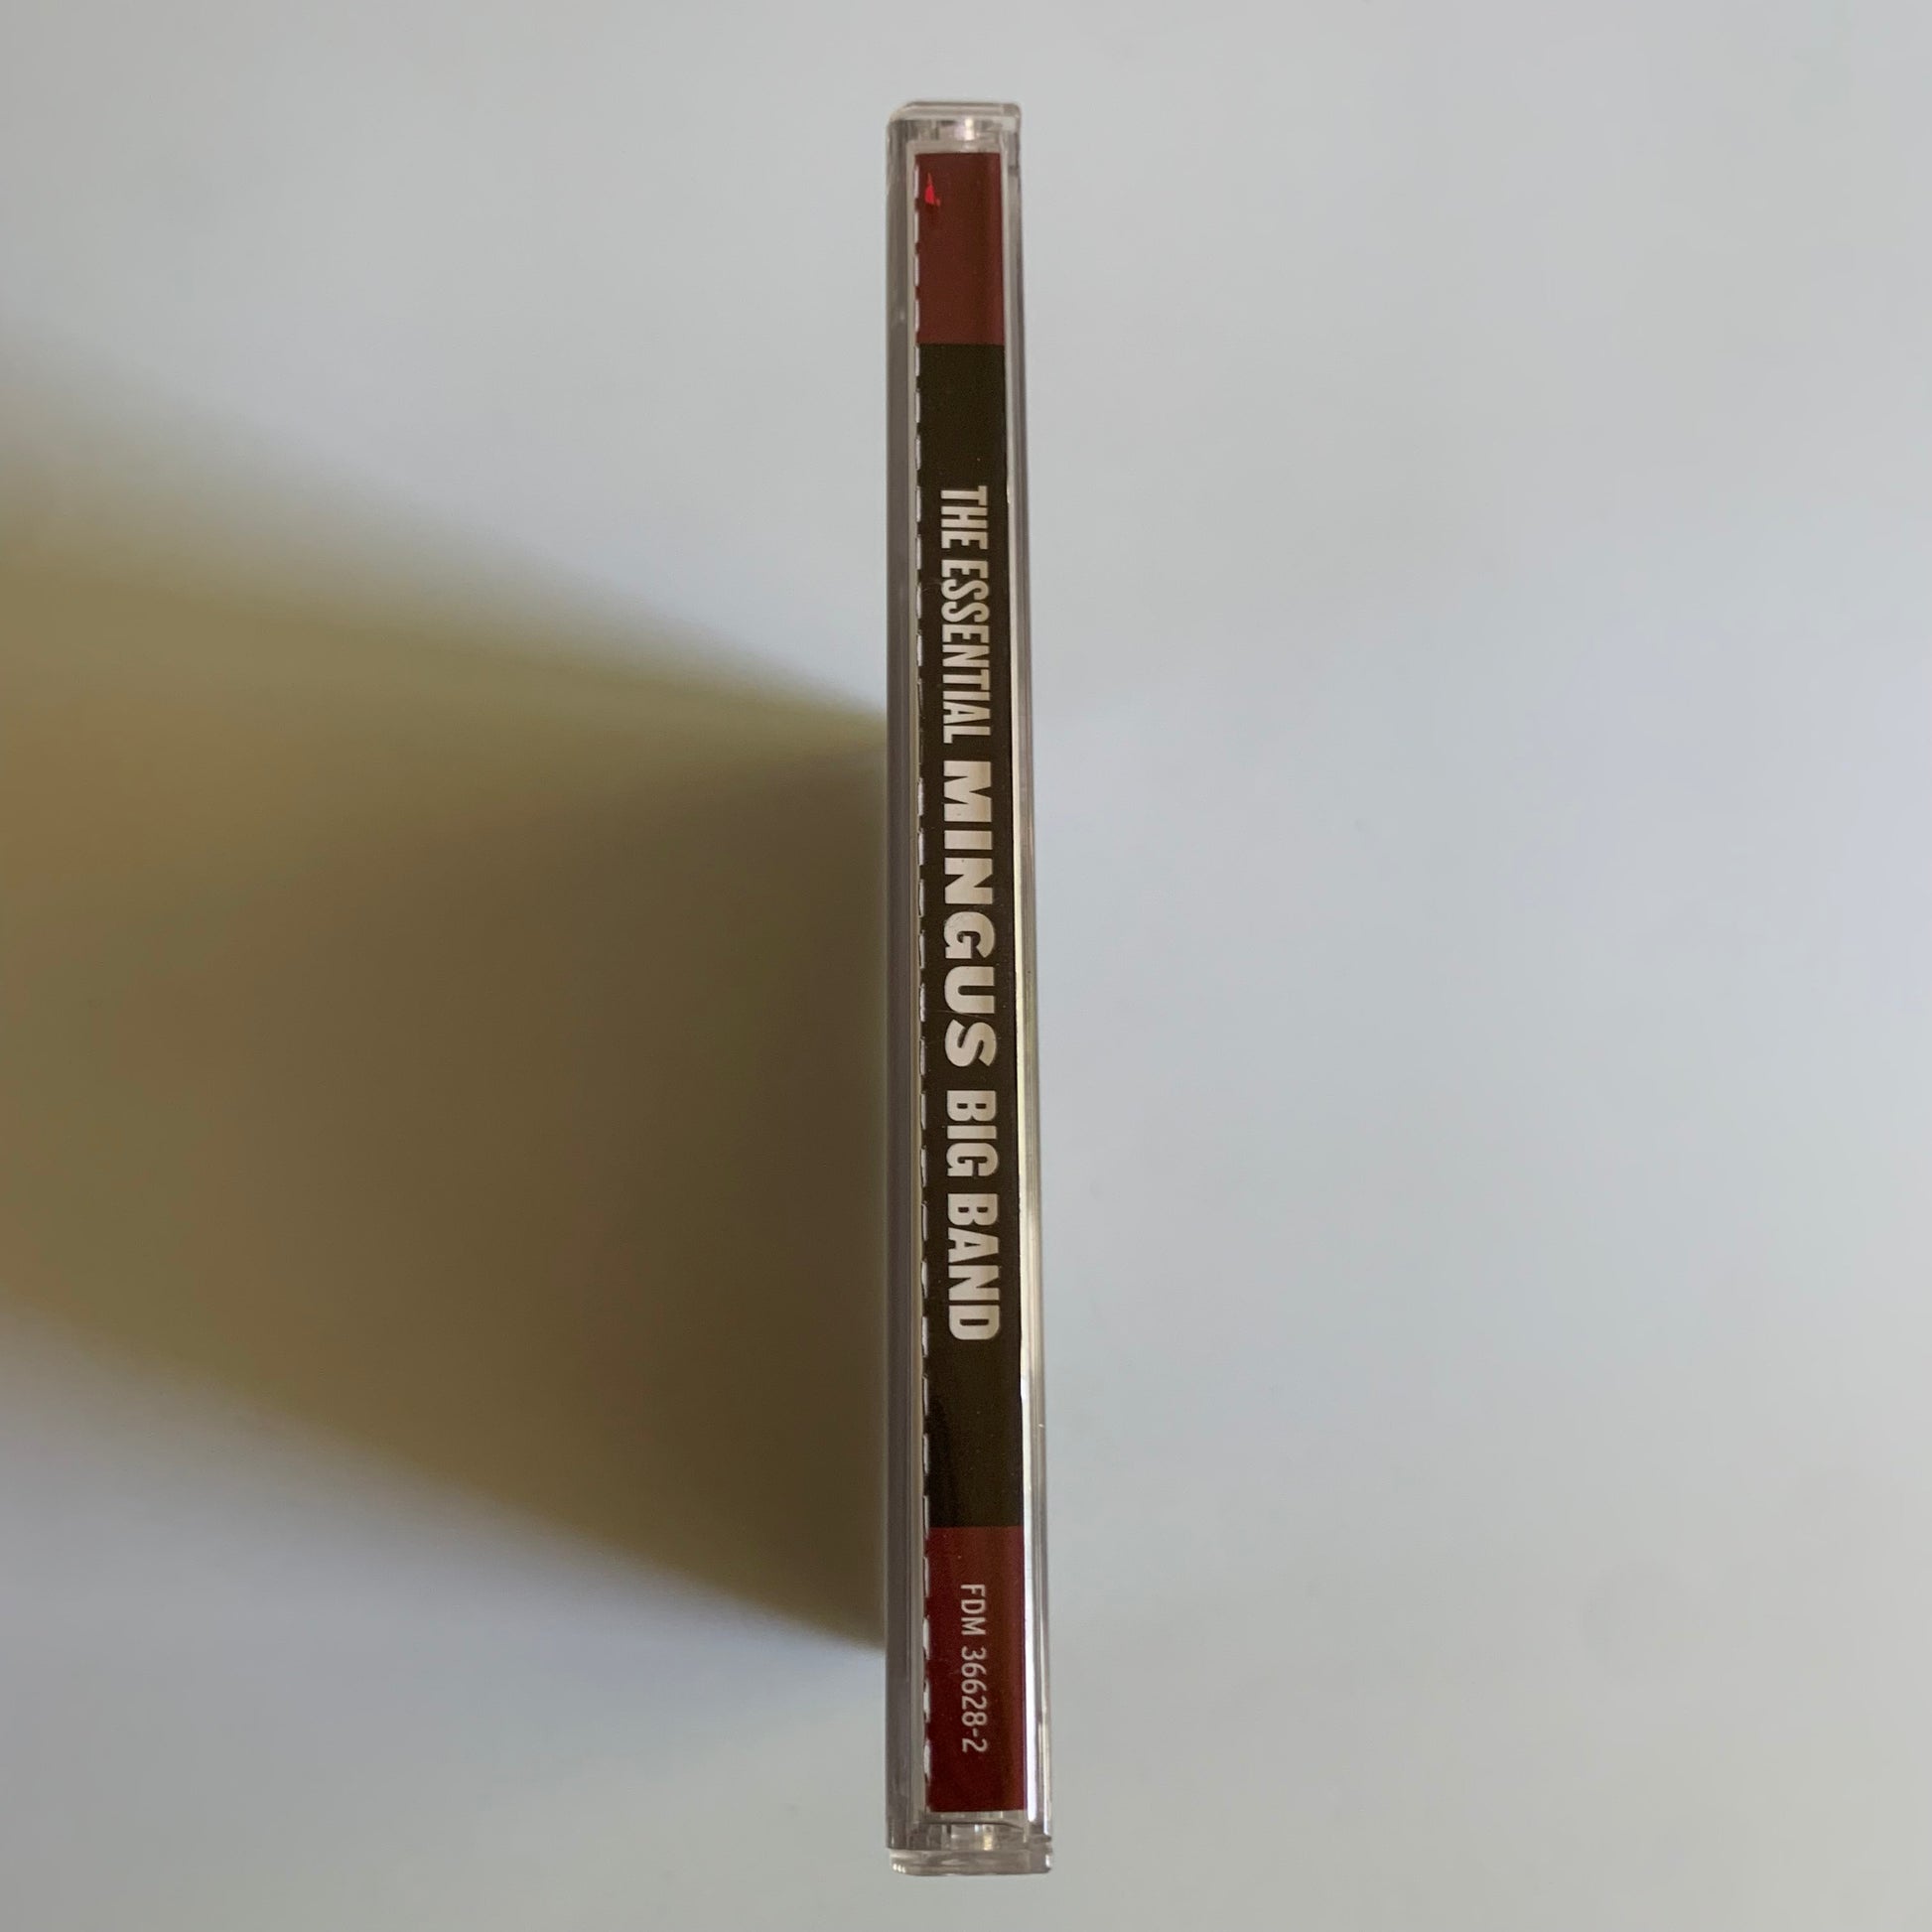 THE ESSENTIAL MINGUS BIG BAND
FDM 36628-2